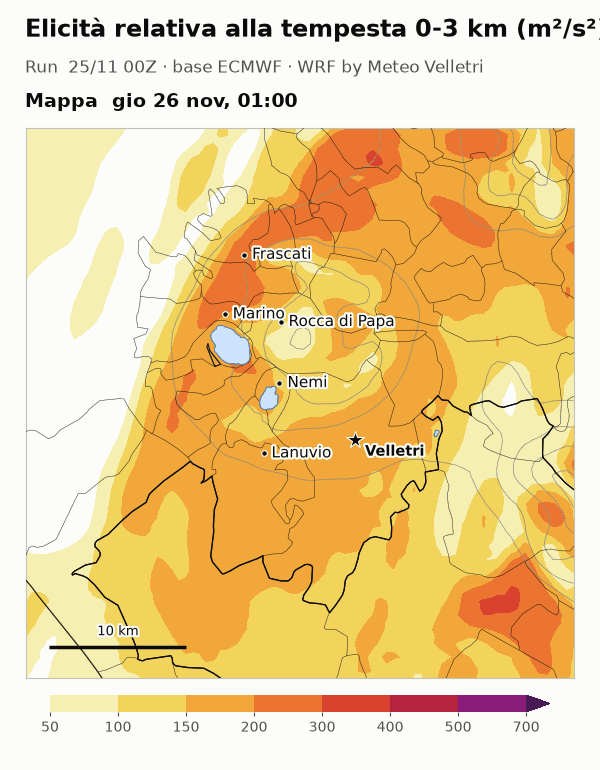 Elicità relativa alla tempesta 0-3 km (m²/s²)
Run  25/11 00Z · base ECMWF · WRF by Meteo Velletri
Mappa  gio 26 nov, 01:00
Frascati
Marino
Rocca di Papa
Nemi
Velletri
Lanuvio
10 km
50 100 150 200 300 400 500 700